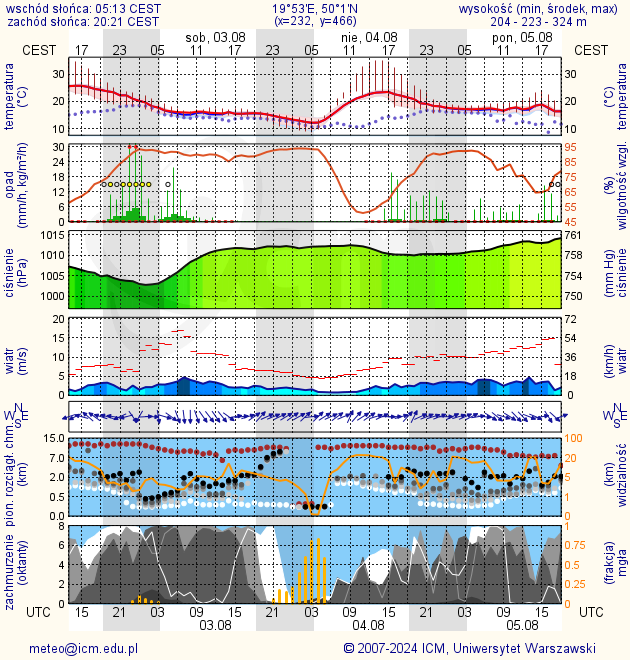 wschód słońca: 05:13 CEST 19°53'E, 50°1'N wysokość (min, środek, max)
zachód słońca: 20:21 CEST (x=232, y=466) 204 - 223 - 324 m
sob, 03.08 nie, 04.08 pon, 05.08
CEST 17 23 05 11 17 23 05 11 17 23 05 11 17 CEST
temperatura (°C)
30 20 10
30 20 10
temperatura (°C)
opad (mm/h, kg/m²/h)
30 24 18 12 6 0
95 85 75 65 55 45
(%) wilgotność wzgl.
ciśnienie (hPa)
1015 1010 1005 1000
761 758 754 750
(mm Hg) ciśnienie
wiatr (m/s)
20 15 10 5 0
72 54 36 18 0
(km/h) wiatr
N W E S
N W E S
pion. rozciągł. chm. (km)
15.0 7.0 2.0 0.5 0.0
100 50 20 1 0
(km) widzialność
zachmurzenie (oktanty)
8 6 4 2 0
1 0.75 0.5 0.25 0
(frakcja) mgła
UTC 15 21 03 09 15 21 03 09 15 21 03 09 15 UTC
03.08 04.08 05.08
meteo@icm.edu.pl © 2007-2024 ICM, Uniwersytet Warszawski